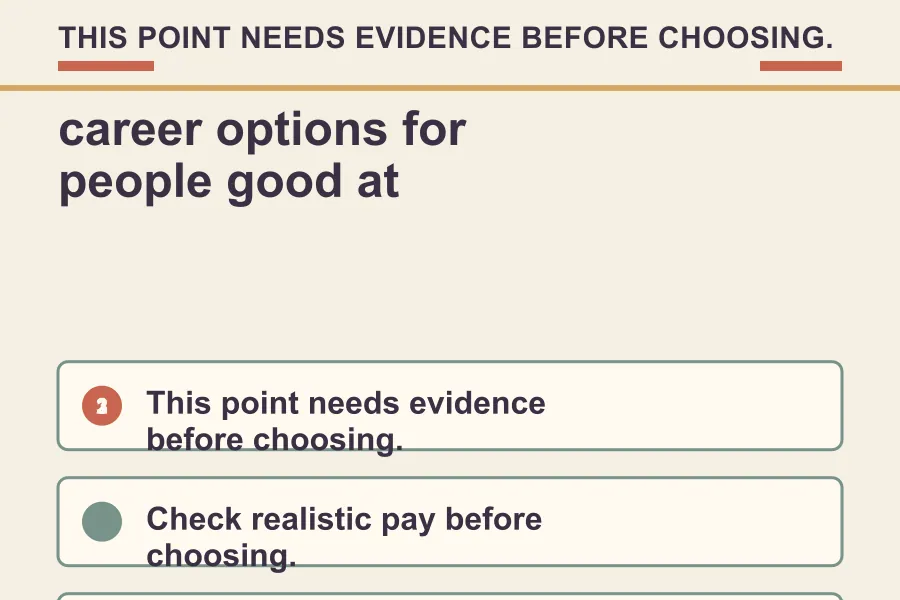 THIS POINT NEEDS EVIDENCE BEFORE CHOOSING.
career options for
people good at
This point needs evidence
before choosing.
Check realistic pay before
choosing.